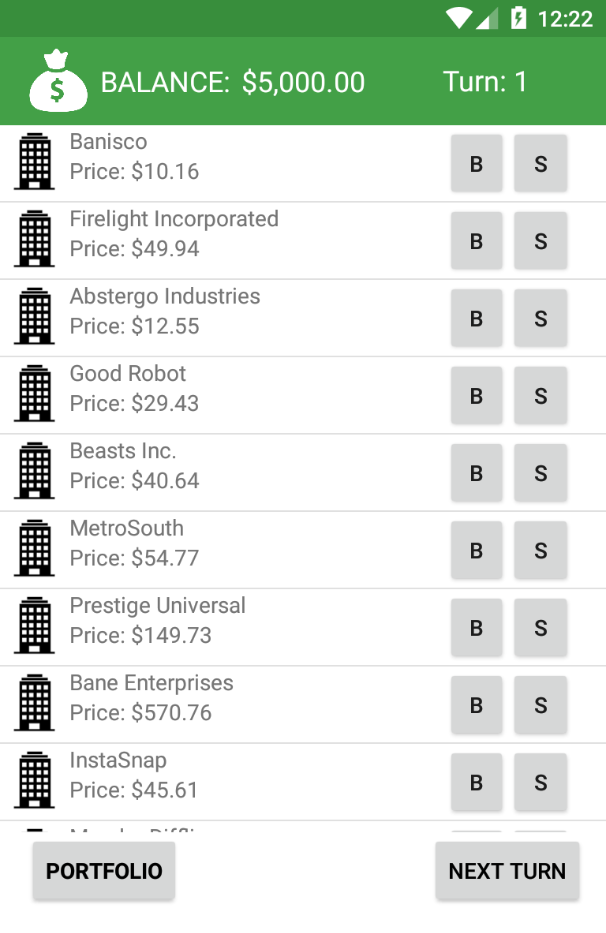 12:22
$ BALANCE: $5,000.00 Turn: 1
Banisco
Price: $10.16
B S
Firelight Incorporated
Price: $49.94
B S
Abstergo Industries
Price: $12.55
B S
Good Robot
Price: $29.43
B S
Beasts Inc.
Price: $40.64
B S
MetroSouth
Price: $54.77
B S
Prestige Universal
Price: $149.73
B S
Bane Enterprises
Price: $570.76
B S
InstaSnap
Price: $45.61
B S
PORTFOLIO NEXT TURN